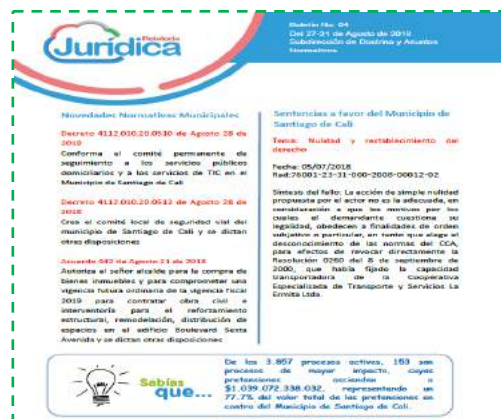 Relatoría
Jurídica
Boletín No. 04
Del 27-31 de Agosto de 2018
Subdirección de Doctrina y Asuntos
Normativos
Novedades Normativas Municipales
Decreto 4112.010.20.0510 de Agosto 28 de
2018
Conforma el comité permanente de
seguimiento a los servicios públicos
domiciliarios y a los servicios de TIC en el
Municipio de Santiago de Cali
Decreto 4112.010.20.0512 de Agosto 28 de
2018
Crea el comité local de seguridad vial del
municipio de Santiago de Cali y se dictan
otras disposiciones
Acuerdo 447 de Agosto 21 de 2018
Autoriza al señor alcalde para la compra de
bienes inmuebles y para comprometer una
vigencia futura ordinaria de la vigencia fiscal
2019 para contratar obra civil e
interventoría para el reforzamiento
estructural, remodelación, distribución de
espacios en el edificio Boulevard Sexta
Avenida y se dictan otras disposiciones
Sentencias a favor del Municipio de
Santiago de Cali
Tema: Nulidad y restablecimiento del
derecho
Fecha: 05/07/2018
Rad:76001-23-31-000-2008-00012-02
Síntesis del fallo: La acción de simple nulidad
propuesta por el actor no es la adecuada, en
consideración a que los motivos por los
cuales el demandante cuestiona su
legalidad, obedecen a finalidades de orden
subjetivo o particular, en tanto que alega el
desconocimiento de las normas del CCA,
para efectos de revocar directamente la
Resolución 0260 del 8 de septiembre de
2000, que había fijado la capacidad
transportadora de la Cooperativa
Especializada de Transporte y Servicios La
Ermita Ltda.
Sabías
que...
De los 3.857 procesos activos, 153 son
procesos de mayor impacto, cuyas
pretensiones ascienden a
$1.039.072.338.032, representando un
77.7% del valor total de las pretensiones en
contra del Municipio de Santiago de Cali.